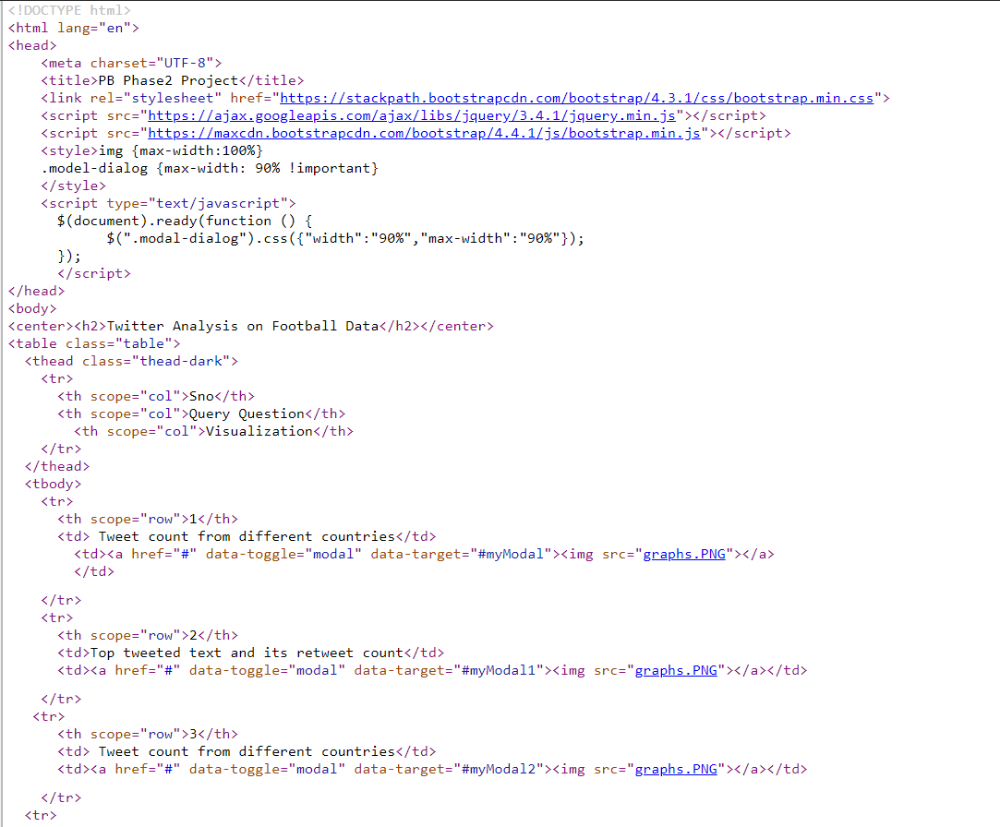 <!DOCTYPE html>
<html lang="en">
<head>
    <meta charset="UTF-8">
    <title>PB Phase2 Project</title>
    <link rel="stylesheet" href="https://stackpath.bootstrapcdn.com/bootstrap/4.3.1/css/bootstrap.min.css">
    <script src="https://ajax.googleapis.com/ajax/libs/jquery/3.4.1/jquery.min.js"></script>
    <script src="https://maxcdn.bootstrapcdn.com/bootstrap/4.4.1/js/bootstrap.min.js"></script>
    <style>img {max-width:100%}
    .model-dialog {max-width: 90% !important}
    </style>
    <script type="text/javascript">
      $(document).ready(function () {
            $(".modal-dialog").css({"width":"90%","max-width":"90%"});
      });
      </script>
</head>
<body>
<center><h2>Twitter Analysis on Football Data</h2></center>
<table class="table">
  <thead class="thead-dark">
    <tr>
      <th scope="col">Sno</th>
      <th scope="col">Query Question</th>
        <th scope="col">Visualization</th>
    </tr>
  </thead>
  <tbody>
    <tr>
      <th scope="row">1</th>
      <td> Tweet count from different countries</td>
        <td><a href="#" data-toggle="modal" data-target="#myModal"><img src="graphs.PNG"></a>
        </td>
    </tr>
    <tr>
      <th scope="row">2</th>
      <td>Top tweeted text and its retweet count</td>
      <td><a href="#" data-toggle="modal" data-target="#myModal1"><img src="graphs.PNG"></a></td>
    </tr>
   <tr>
      <th scope="row">3</th>
      <td> Tweet count from different countries</td>
      <td><a href="#" data-toggle="modal" data-target="#myModal2"><img src="graphs.PNG"></a></td>
    </tr>
  <tr>